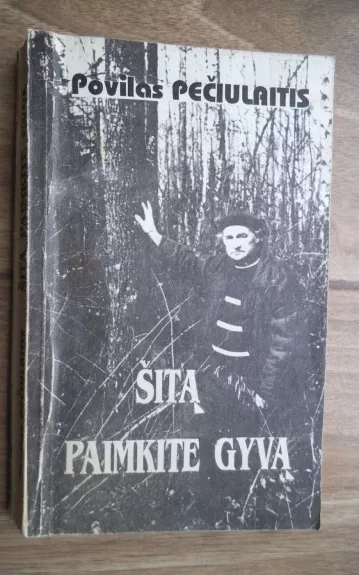 Povilas PEČIULAITIS
ŠITĄ
PAIMKITE GYVĄ